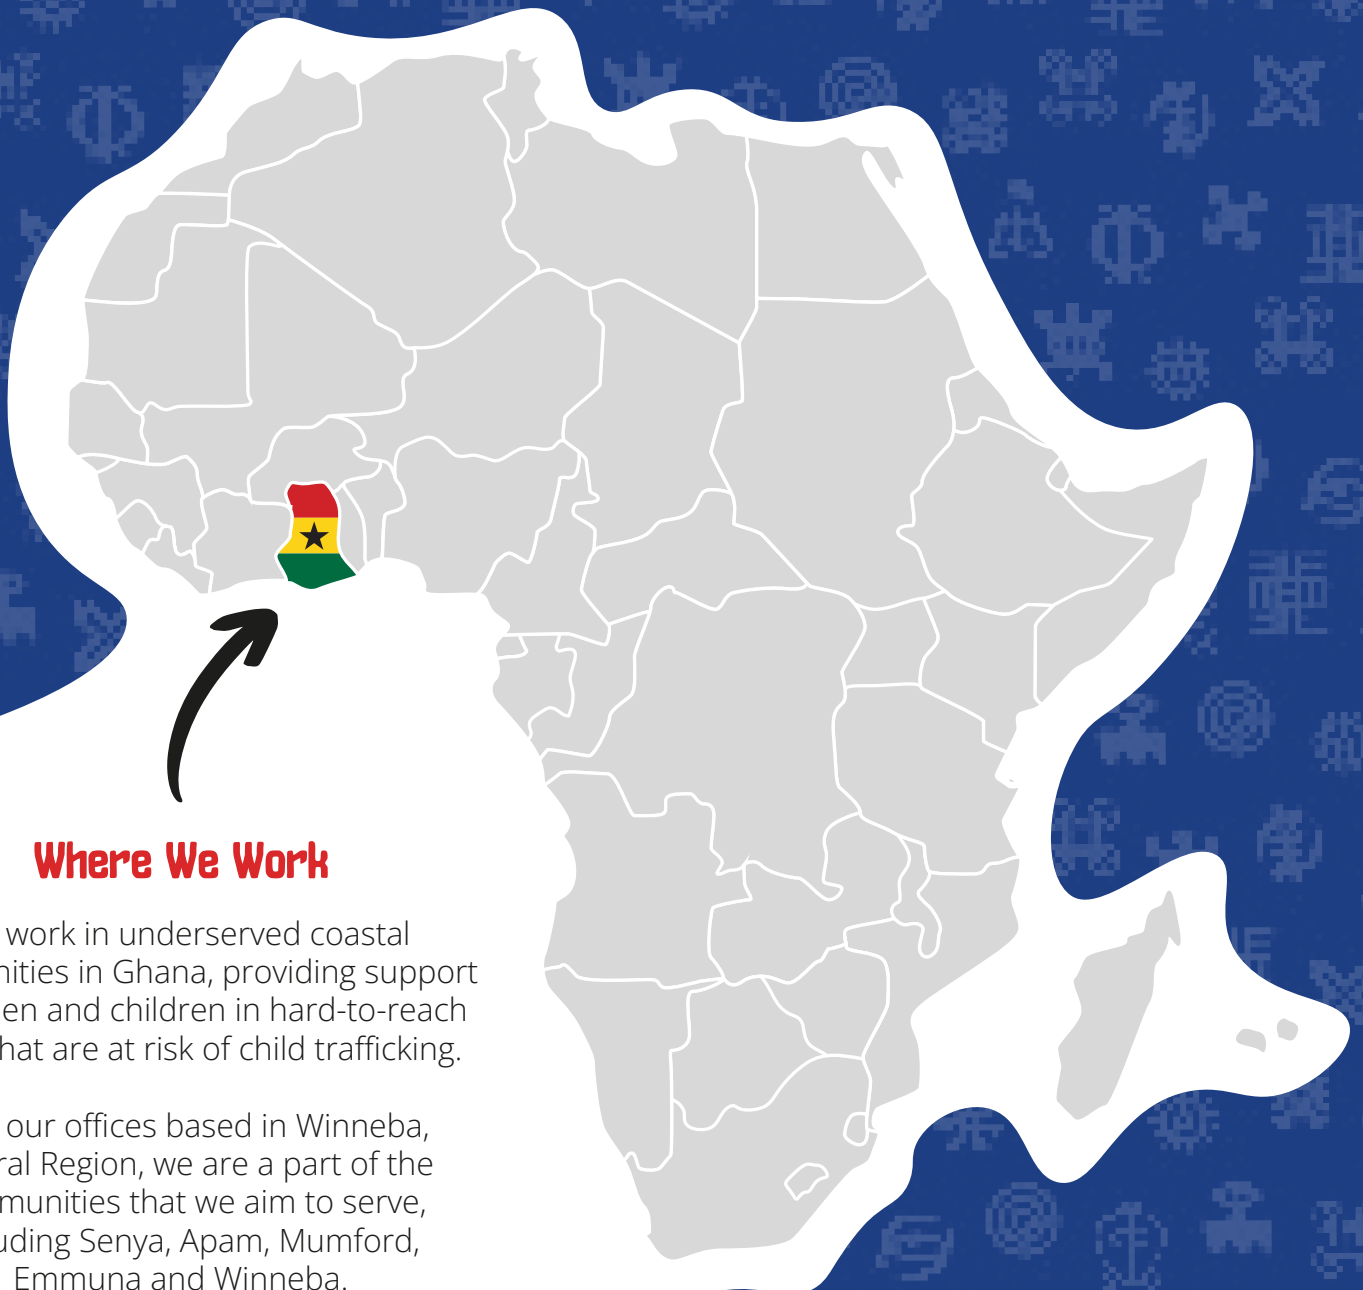 Where We Work
work in underserved coastal
nities in Ghana, providing support
en and children in hard-to-reach
hat are at risk of child trafficking.
our offices based in Winneba,
ral Region, we are a part of the
munities that we aim to serve,
uding Senya, Apam, Mumford,
Emmuna and Winneba.